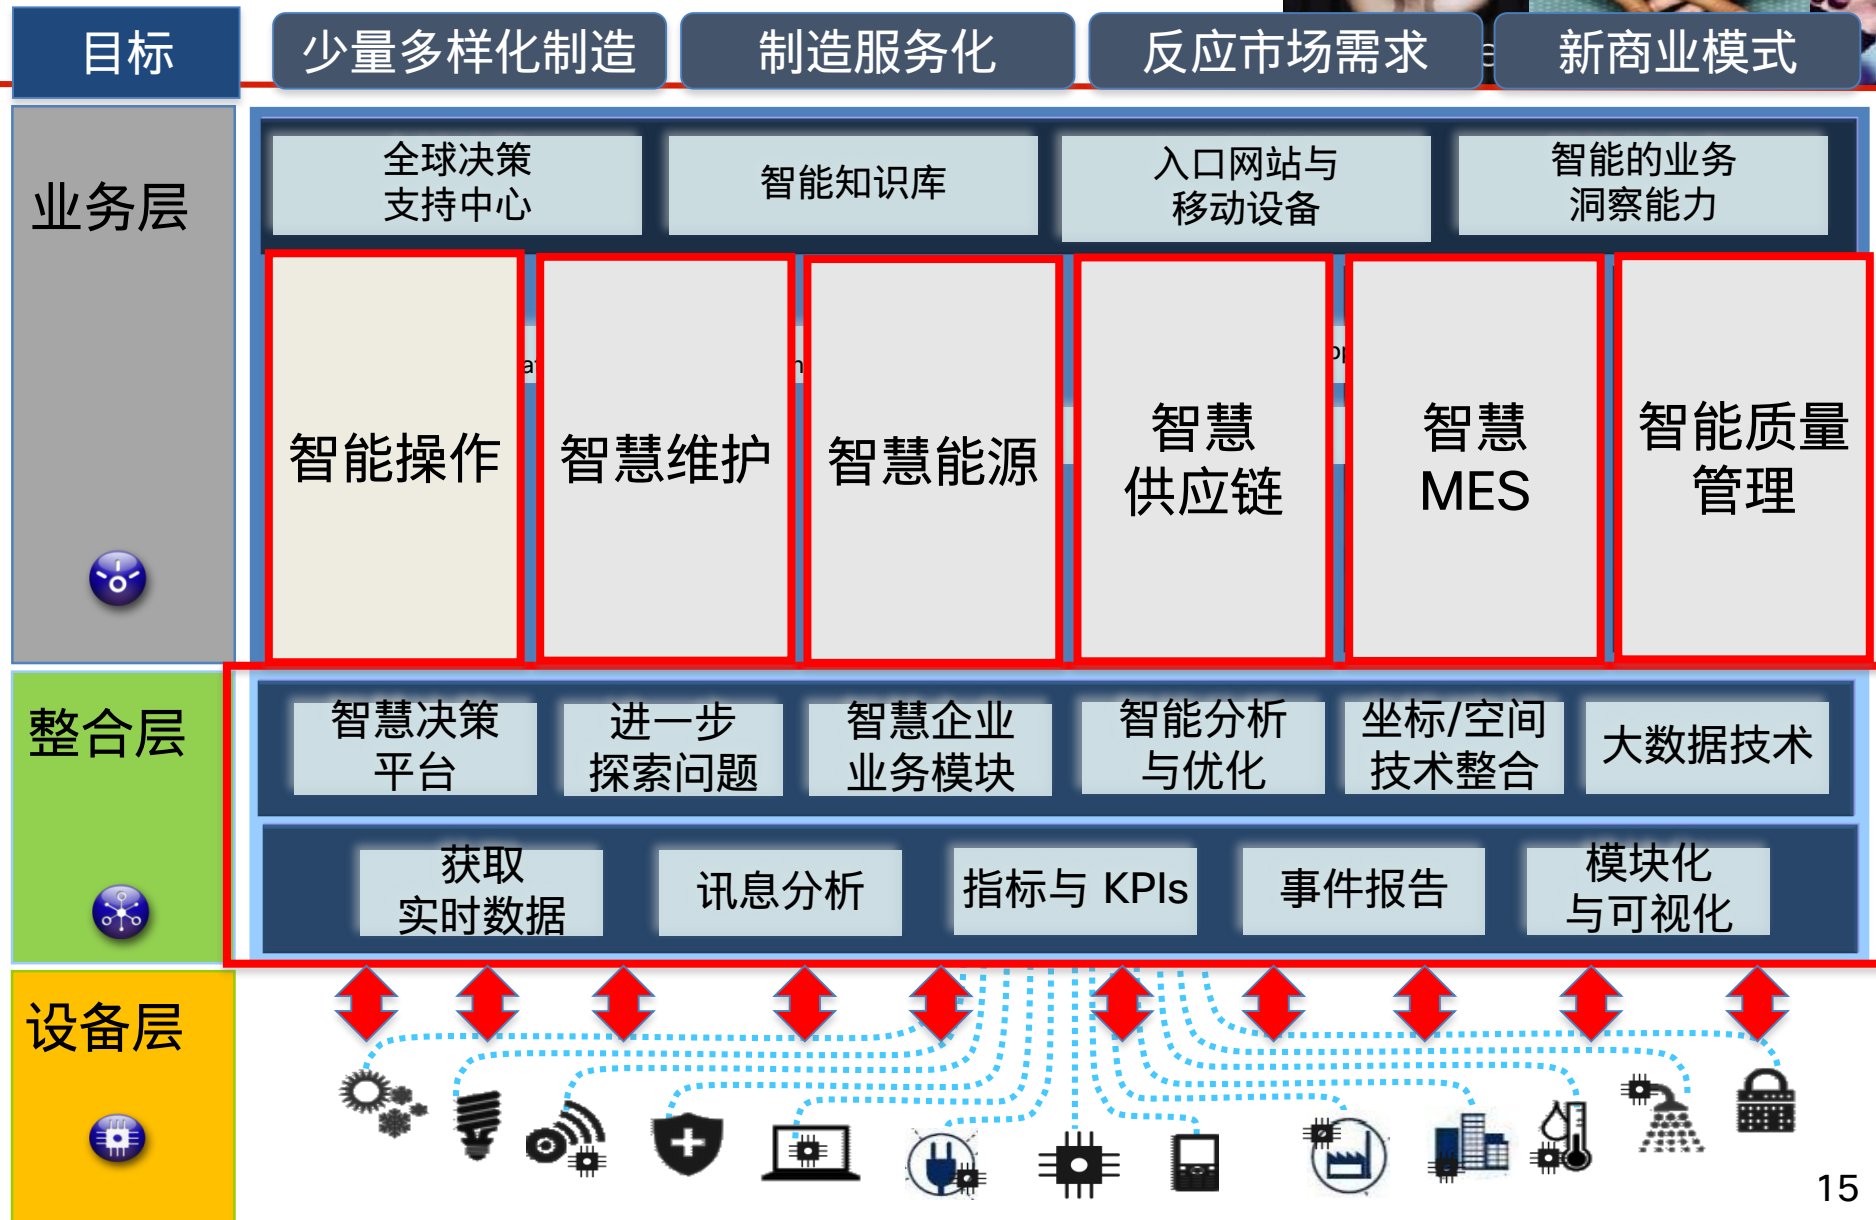 目标
少量多样化制造
制造服务化
反应市场需求
新商业模式
业务层
全球决策
支持中心
智能知识库
入口网站与
移动设备
智能的业务
洞察能力
智能操作
智慧维护
智慧能源
智慧
供应链
智慧
MES
智能质量
管理
整合层
智慧决策
平台
进一步
探索问题
智慧企业
业务模块
智能分析
与优化
坐标/空间
技术整合
大数据技术
获取
实时数据
讯息分析
指标与 KPIs
事件报告
模块化
与可视化
设备层
15